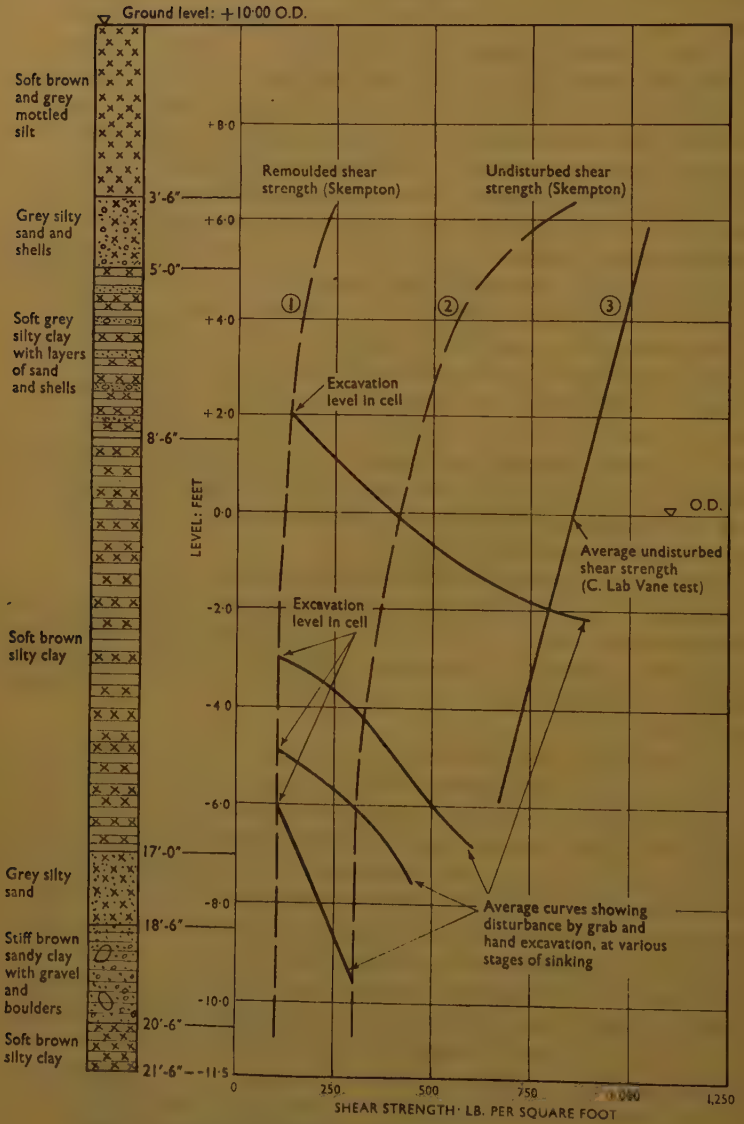 Ground level: +10·00 O.D.
Soft brown
and grey
mottled
silt
3'-6"
Grey silty
sand and
shells
5'-0"
Soft grey
silty clay
with layers
of sand
and shells
8'-6"
Soft brown
silty clay
17'-0"
Grey silty
sand
18'-6"
Stiff brown
sandy clay
with gravel
and
boulders
20'-6"
Soft brown
silty clay
21'-6"
LEVEL: FEET
+8·0
+6·0
+4·0
+2·0
0·0
-2·0
-4·0
-6·0
-8·0
-10·0
-11·5
Remoulded shear
strength (Skempton)
Undisturbed shear
strength (Skempton)
1
2
3
Excavation
level in cell
O.D.
Average undisturbed
shear strength
(C. Lab Vane test)
Excavation
level in cell
Average curves showing
disturbance by grab and
hand excavation, at various
stages of sinking
0
250
500
750
1,250
SHEAR STRENGTH· LB. PER SQUARE FOOT